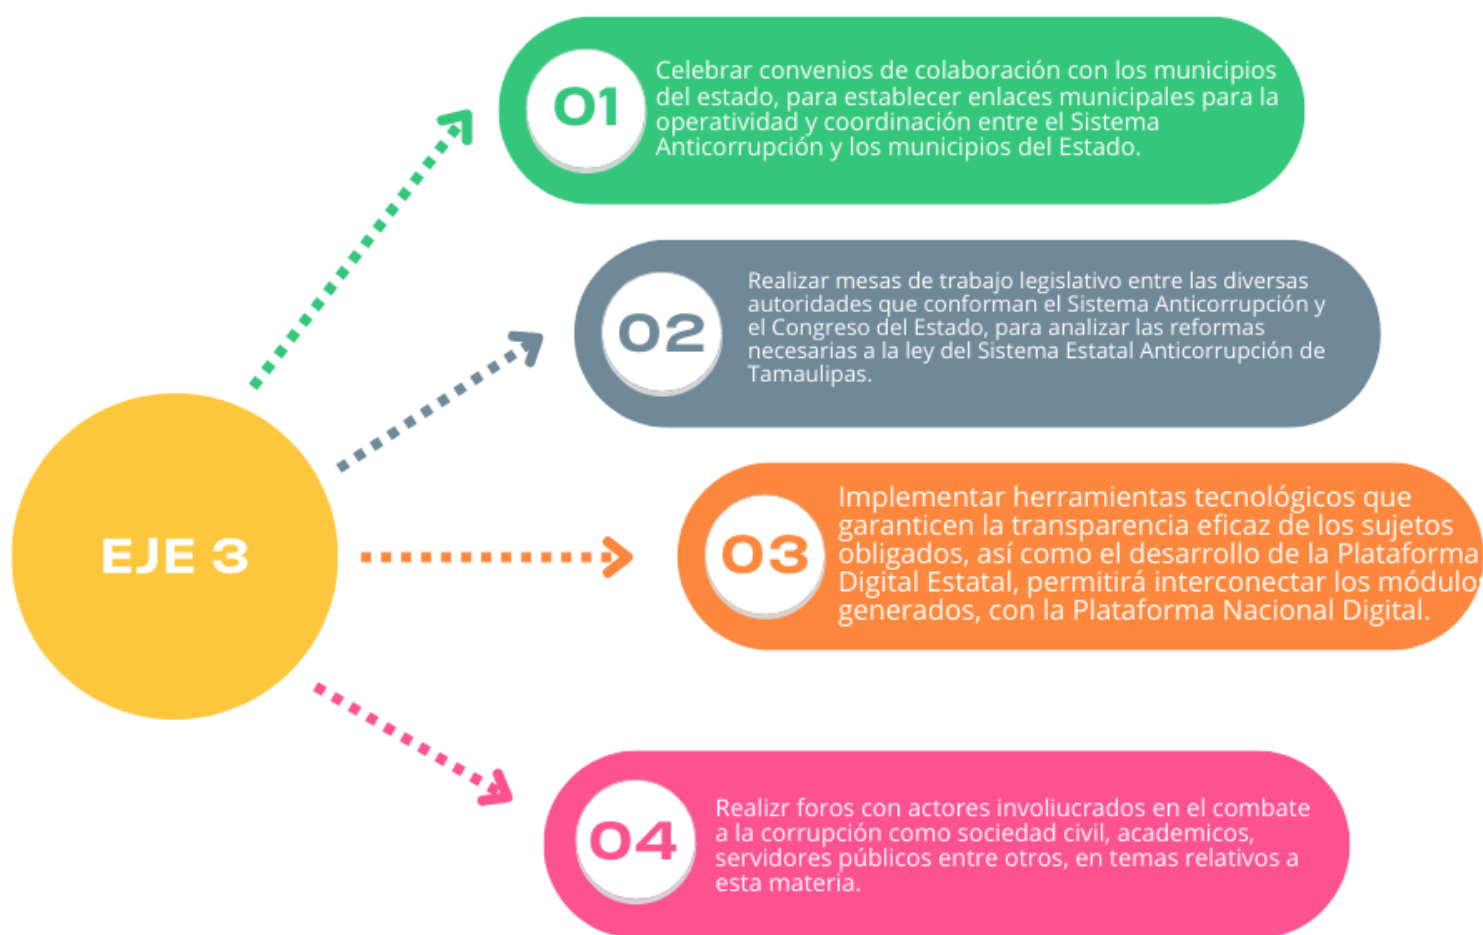 01
Celebrar convenios de colaboración con los municipios
del estado, para establecer enlaces municipales para la
operatividad y coordinación entre el Sistema
Anticorrupción y los municipios del Estado.
02
Realizar mesas de trabajo legislativo entre las diversas
autoridades que conforman el Sistema Anticorrupción y
el Congreso del Estado, para analizar las reformas
necesarias a la ley del Sistema Estatal Anticorrupción de
Tamaulipas.
EJE 3
03
Implementar herramientas tecnológicos que
garanticen la transparencia eficaz de los sujetos
obligados, así como el desarrollo de la Plataforma
Digital Estatal, permitirá interconectar los módulos
generados, con la Plataforma Nacional Digital.
04
Realizr foros con actores involiucrados en el combate
a la corrupción como sociedad civil, academicos,
servidores públicos entre otros, en temas relativos a
esta materia.